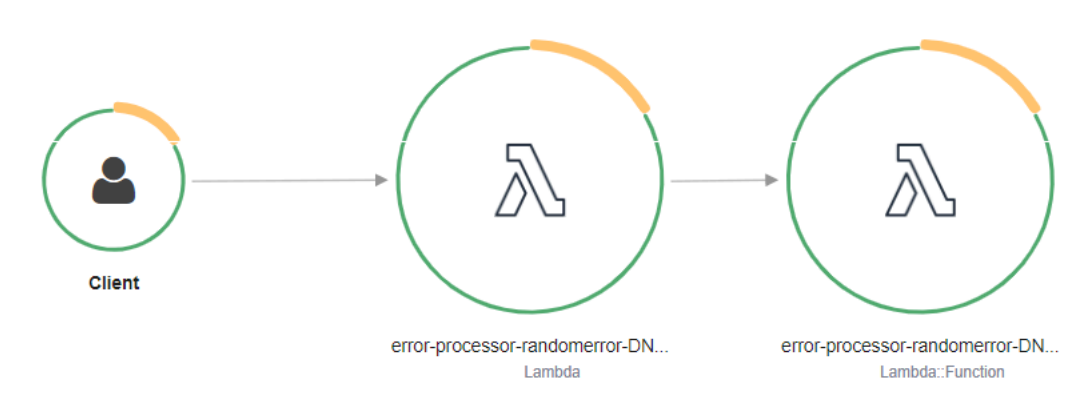 Client
error-processor-randomerror-DN...
Lambda
error-processor-randomerror-DN...
Lambda::Function